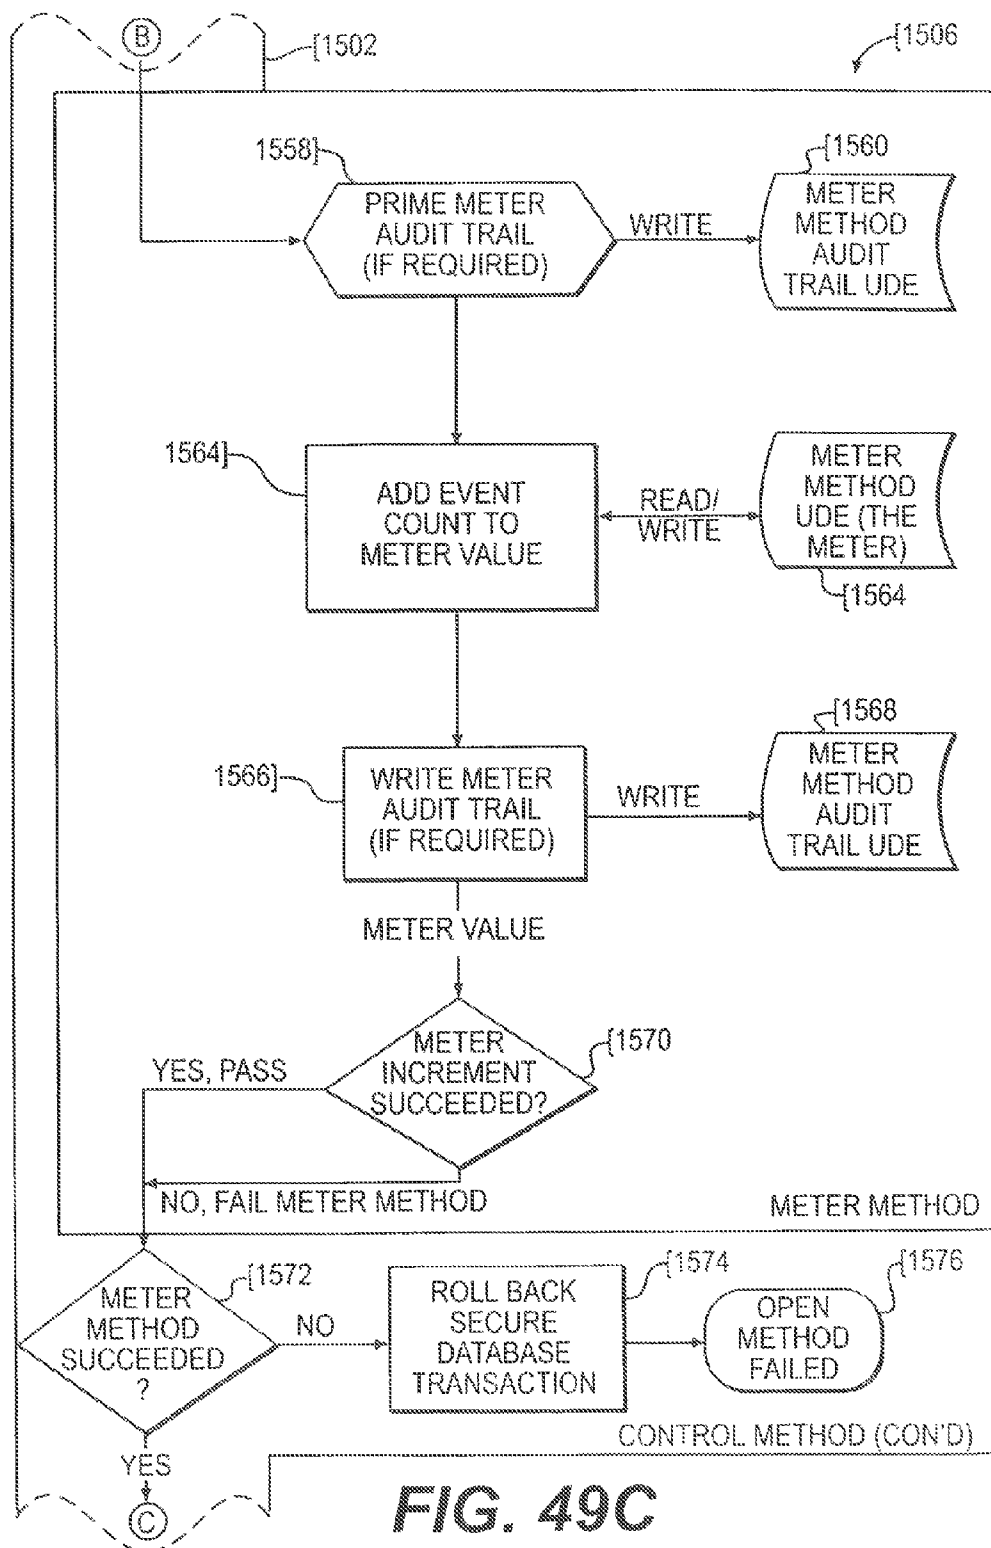 B
[1502
[1506
1558]
PRIME METER
AUDIT TRAIL
(IF REQUIRED)
WRITE
[1560
METER
METHOD
AUDIT
TRAIL UDE
1564]
ADD EVENT
COUNT TO
METER VALUE
READ/
WRITE
METER
METHOD
UDE (THE
METER)
[1564
1566]
WRITE METER
AUDIT TRAIL
(IF REQUIRED)
WRITE
[1568
METER
METHOD
AUDIT
TRAIL UDE
METER VALUE
METER
INCREMENT
SUCCEEDED?
[1570
YES, PASS
NO, FAIL METER METHOD
METER METHOD
METER
METHOD
SUCCEEDED
?
[1572
NO
ROLL BACK
SECURE
DATABASE
TRANSACTION
[1574
OPEN
METHOD
FAILED
[1576
YES
CONTROL METHOD (CON'D)
C
FIG. 49C